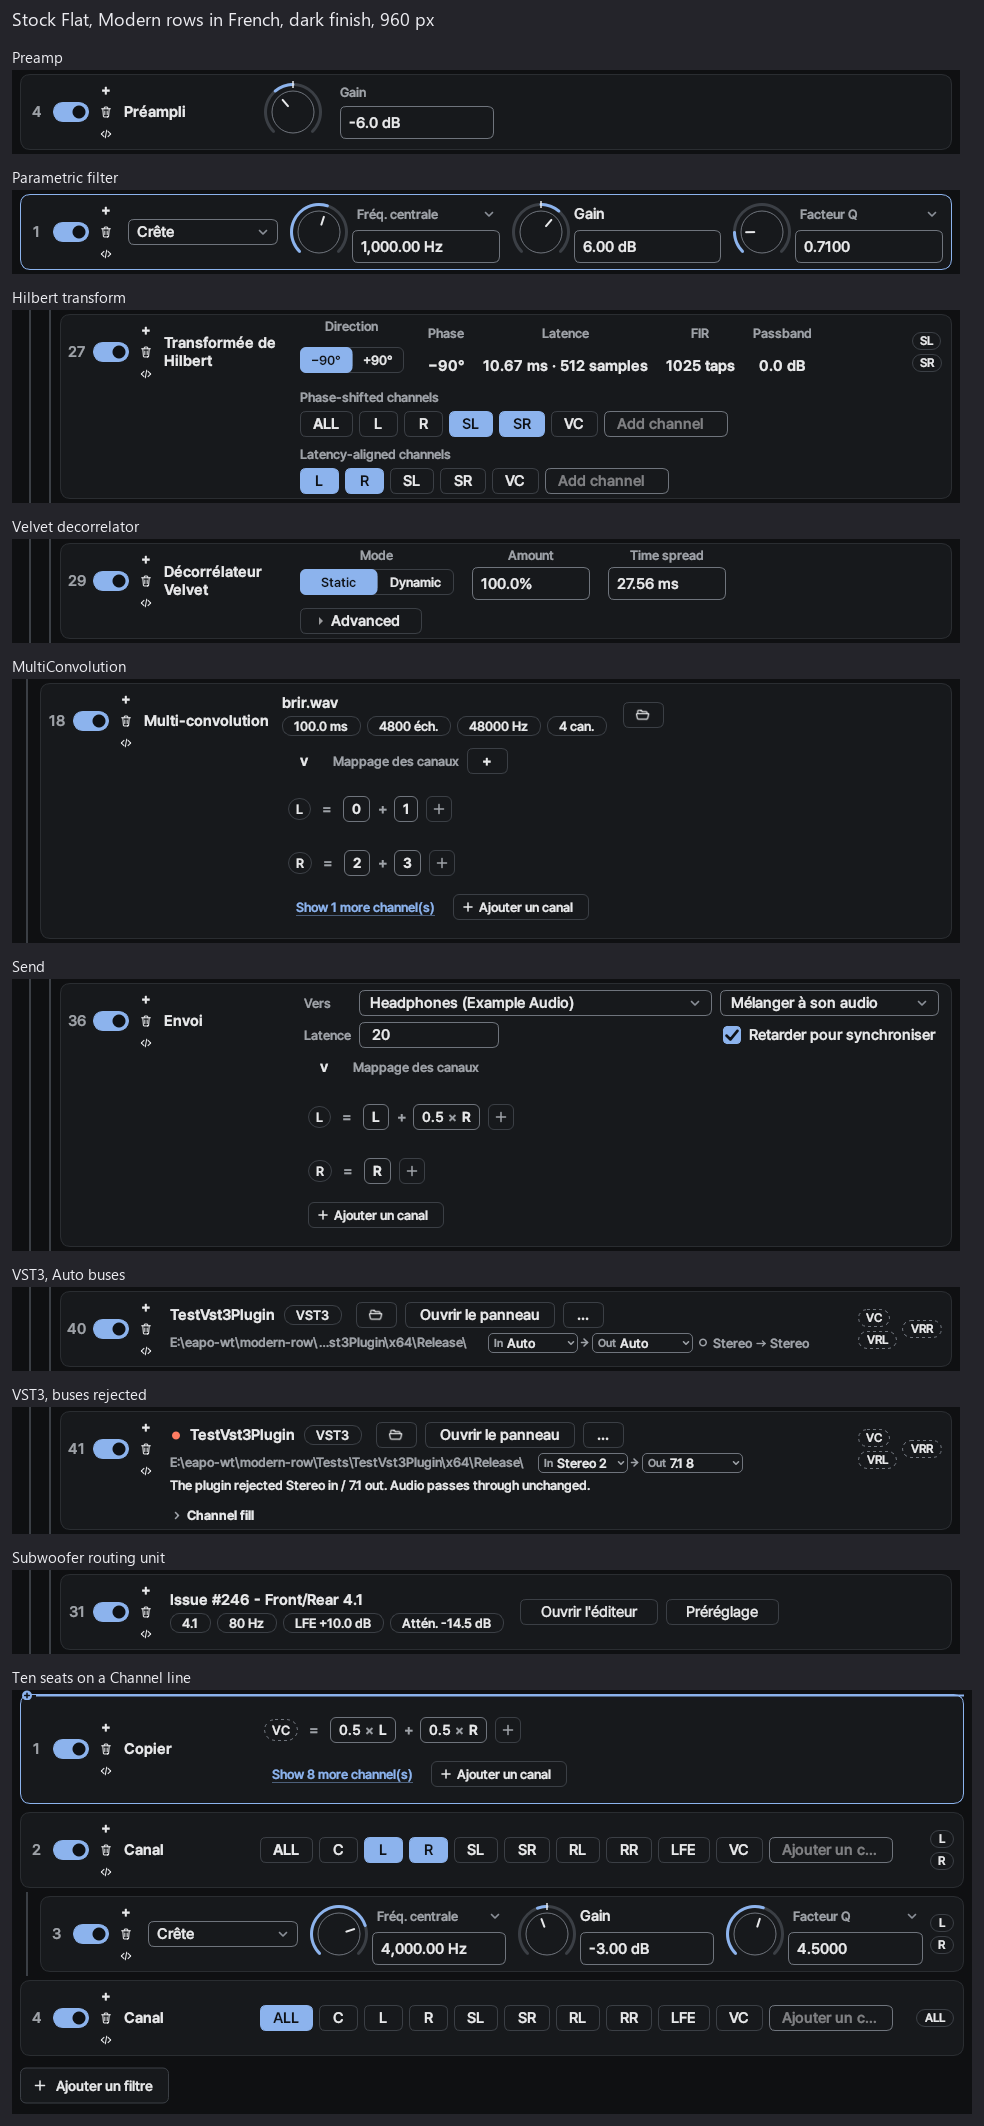 Stock Flat, Modern rows in French, dark finish, 960 px
Preamp
4 Préampli
Gain
-6.0 dB
Parametric filter
1 Crête
Fréq. centrale
1,000.00 Hz
Gain
6.00 dB
Facteur Q
0.7100
Hilbert transform
27 Transformée de
Hilbert
Direction Phase Latence FIR Passband
−90° +90° −90° 10.67 ms · 512 samples 1025 taps 0.0 dB
SL
SR
Phase-shifted channels
ALL L R SL SR VC Add channel
Latency-aligned channels
L R SL SR VC Add channel
Velvet decorrelator
29 Décorrélateur
Velvet
Mode Amount Time spread
Static Dynamic 100.0% 27.56 ms
Advanced
MultiConvolution
18 Multi-convolution
brir.wav
100.0 ms 4800 éch. 48000 Hz 4 can.
v Mappage des canaux +
L = 0 + 1 +
R = 2 + 3 +
Show 1 more channel(s) + Ajouter un canal
Send
36 Envoi
Vers Headphones (Example Audio) Mélanger à son audio
Latence 20 Retarder pour synchroniser
v Mappage des canaux
L = L + 0.5 × R +
R = R +
+ Ajouter un canal
VST3, Auto buses
40 TestVst3Plugin VST3 Ouvrir le panneau ...
E:\eapo-wt\modern-row\...st3Plugin\x64\Release\ In Auto → Out Auto Stereo → Stereo
VC
VRL
VRR
VST3, buses rejected
41 TestVst3Plugin VST3 Ouvrir le panneau ...
E:\eapo-wt\modern-row\Tests\TestVst3Plugin\x64\Release\ In Stereo 2 → Out 7.1 8
VC
VRL
VRR
The plugin rejected Stereo in / 7.1 out. Audio passes through unchanged.
Channel fill
Subwoofer routing unit
31 Issue #246 - Front/Rear 4.1
4.1 80 Hz LFE +10.0 dB Attén. -14.5 dB
Ouvrir l'éditeur Préréglage
Ten seats on a Channel line
1 Copier
VC = 0.5 × L + 0.5 × R +
Show 8 more channel(s) + Ajouter un canal
2 Canal ALL C L R SL SR RL RR LFE VC Ajouter un c...
L
R
3 Crête
Fréq. centrale
4,000.00 Hz
Gain
-3.00 dB
Facteur Q
4.5000
L
R
4 Canal ALL C L R SL SR RL RR LFE VC Ajouter un c... ALL
+ Ajouter un filtre